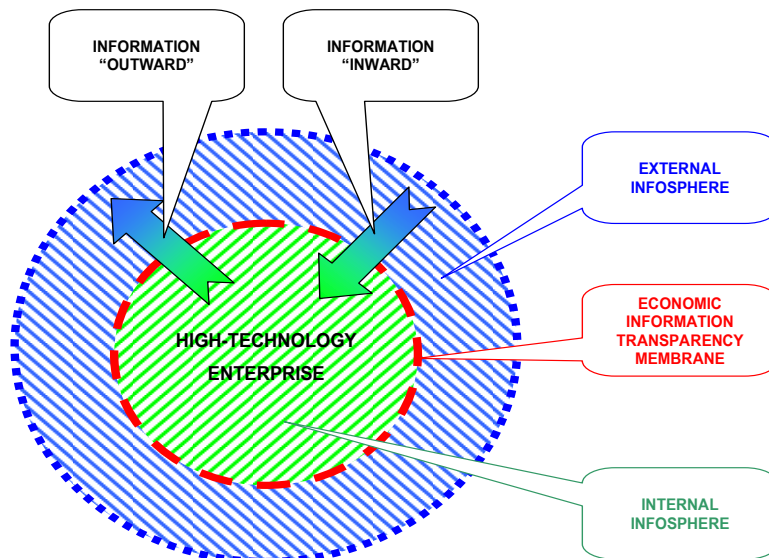 INFORMATION
“OUTWARD”
INFORMATION
“INWARD”
EXTERNAL
INFOSPHERE
ECONOMIC
INFORMATION
TRANSPARENCY
MEMBRANE
HIGH-TECHNOLOGY
ENTERPRISE
INTERNAL
INFOSPHERE